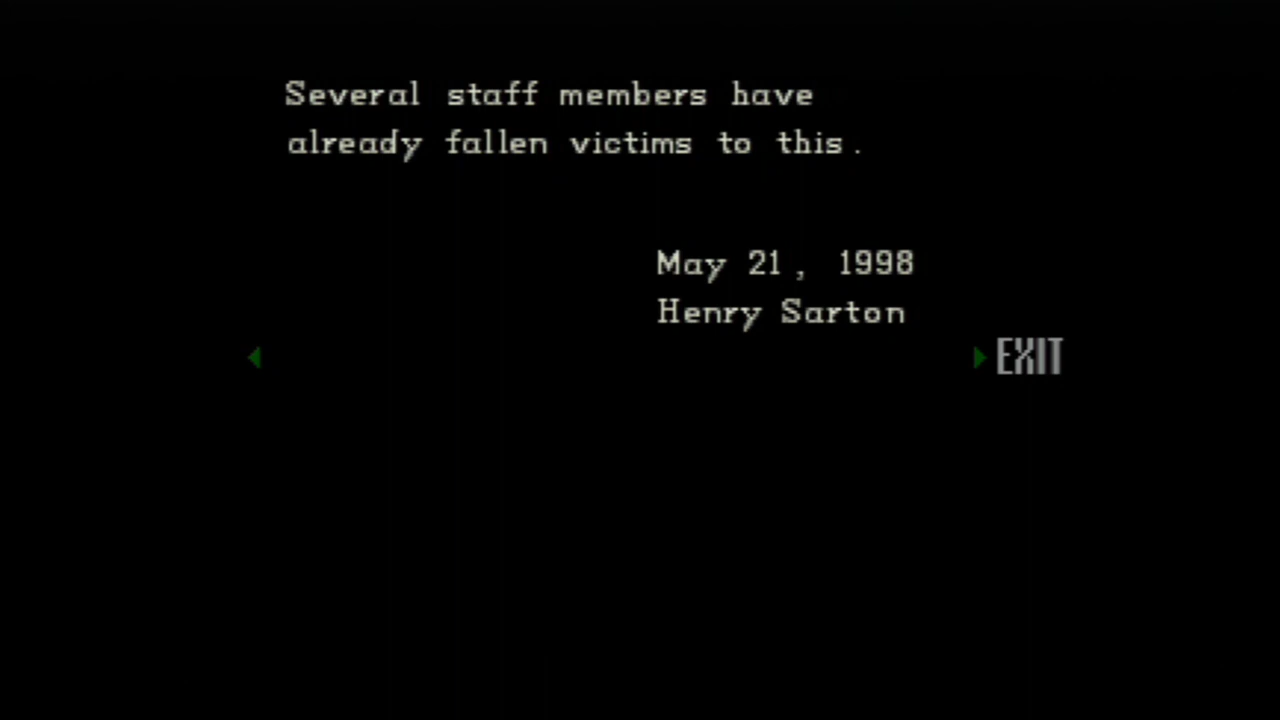 Several staff members have
already fallen victims to this.
May 21, 1998
Henry Sarton
EXIT